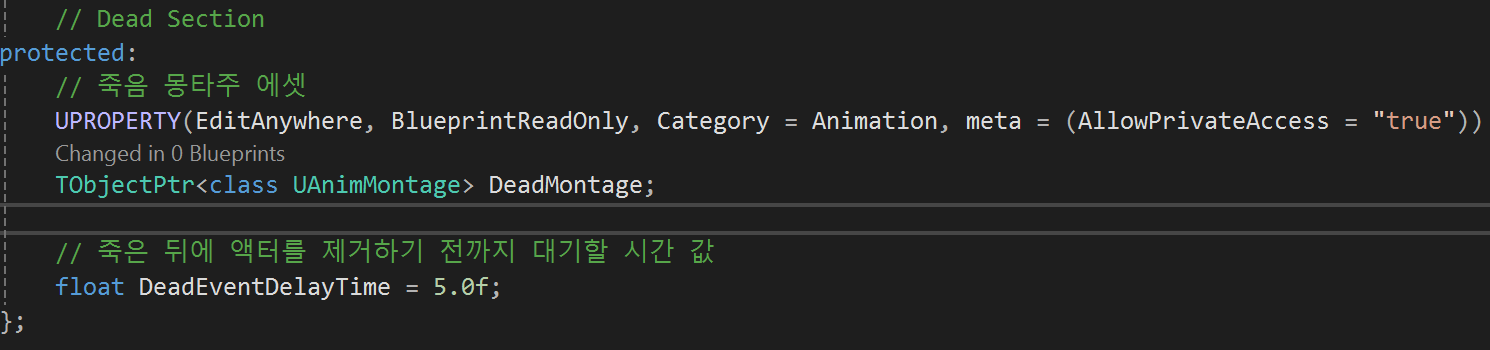 // Dead Section
protected:
// 죽음 몽타주 에셋
UPROPERTY(EditAnywhere, BlueprintReadOnly, Category = Animation, meta = (AllowPrivateAccess = "true"))
Changed in 0 Blueprints
TObjectPtr<class UAnimMontage> DeadMontage;
// 죽은 뒤에 액터를 제거하기 전까지 대기할 시간 값
float DeadEventDelayTime = 5.0f;
};